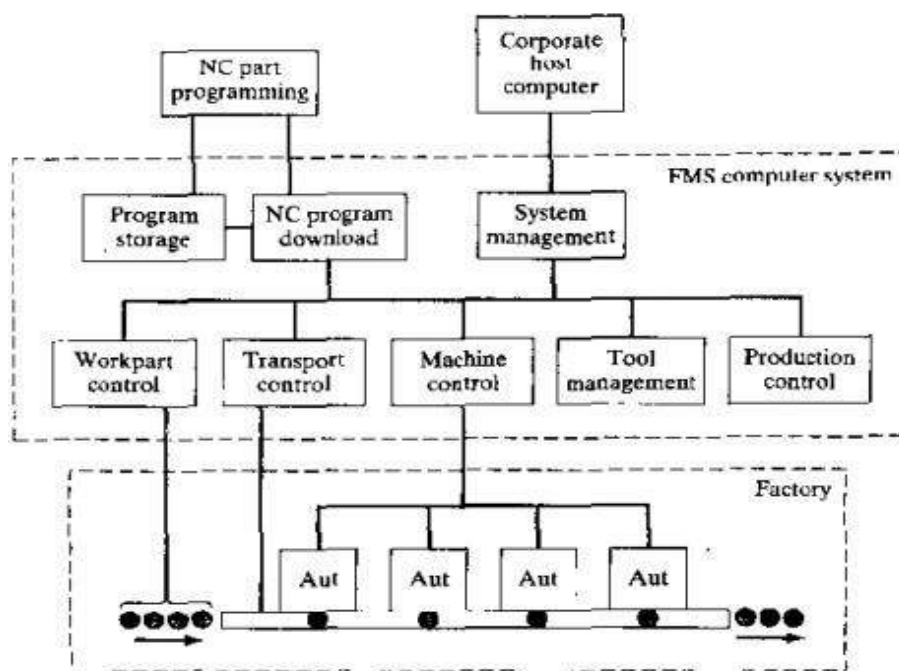 NC part
programming
Corporate
host
computer
FMS computer system
Program
storage
NC program
download
System
management
Workpart
control
Transport
control
Machine
control
Tool
management
Production
control
Factory
Aut
Aut
Aut
Aut